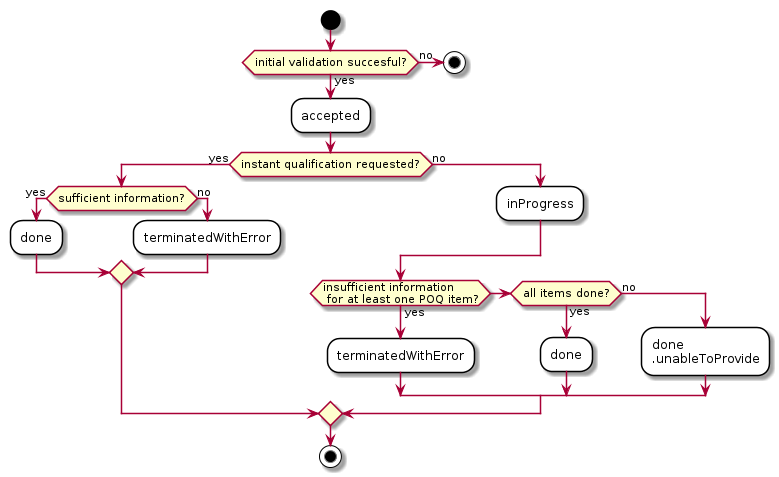 initial validation succesful?
no
yes
accepted
yes
instant qualification requested?
no
yes
sufficient information?
no
inProgress
done
terminatedWithError
insufficient information
for at least one POQ item?
all items done?
no
yes
yes
terminatedWithError
done
done
.unableToProvide